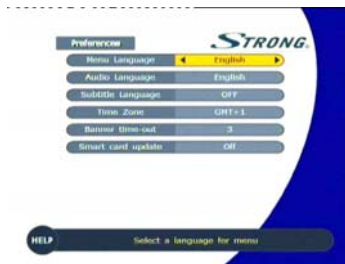 Preferences
STRONG.
Menu Language English
Audio Language English
Subtitle Language OFF
Time Zone GMT+1
Banner time-out 3
Smart card update Off
HELP Select a language for menu